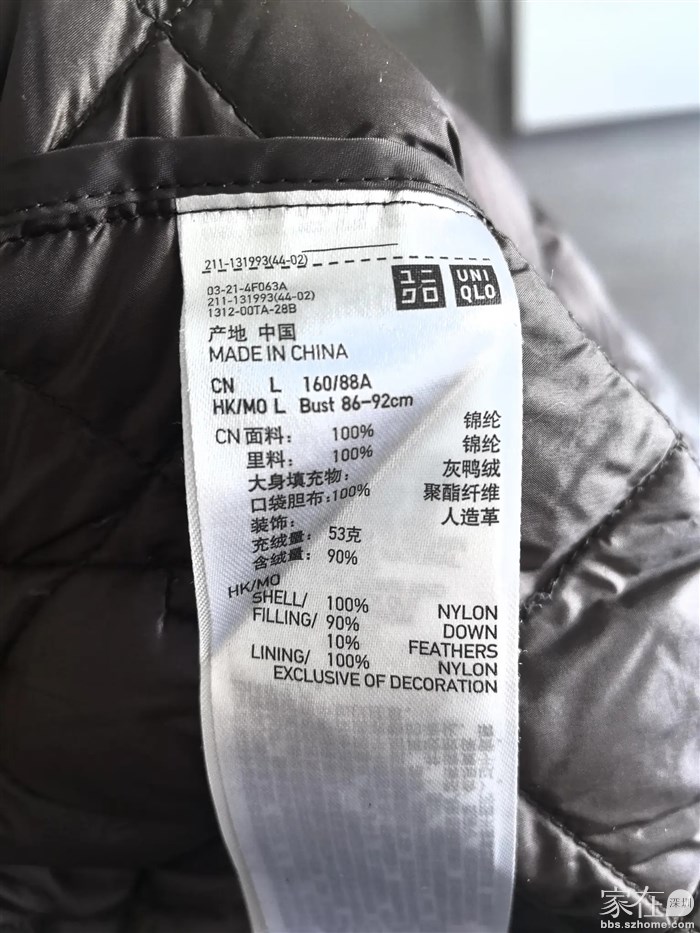 211-131993(44-02)
03-21-4F063A
211-131993(44-02)
1312-00TA-28B
ユニクロ
UNIQLO
产地 中国
MADE IN CHINA
CN L 160/88A
HK/MO L Bust 86-92cm
CN 面料: 100% 锦纶
里料: 100% 锦纶
大身填充物: 灰鸭绒
口袋胆布:100% 聚酯纤维
装饰: 人造革
充绒量: 53克
含绒量: 90%
HK/MO
SHELL/ 100% NYLON
FILLING/ 90% DOWN
10% FEATHERS
LINING/ 100% NYLON
EXCLUSIVE OF DECORATION
家在深圳
bbs.szhome.com